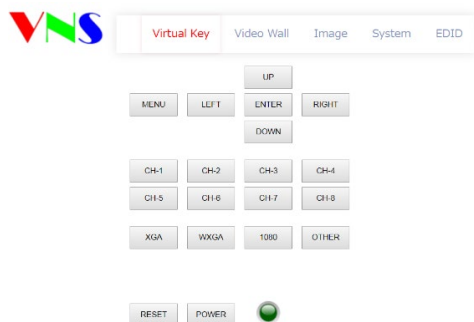 VNS
Virtual Key Video Wall Image System EDID
UP
MENU LEFT ENTER RIGHT
DOWN
CH-1 CH-2 CH-3 CH-4
CH-5 CH-6 CH-7 CH-8
XGA WXGA 1080 OTHER
RESET POWER